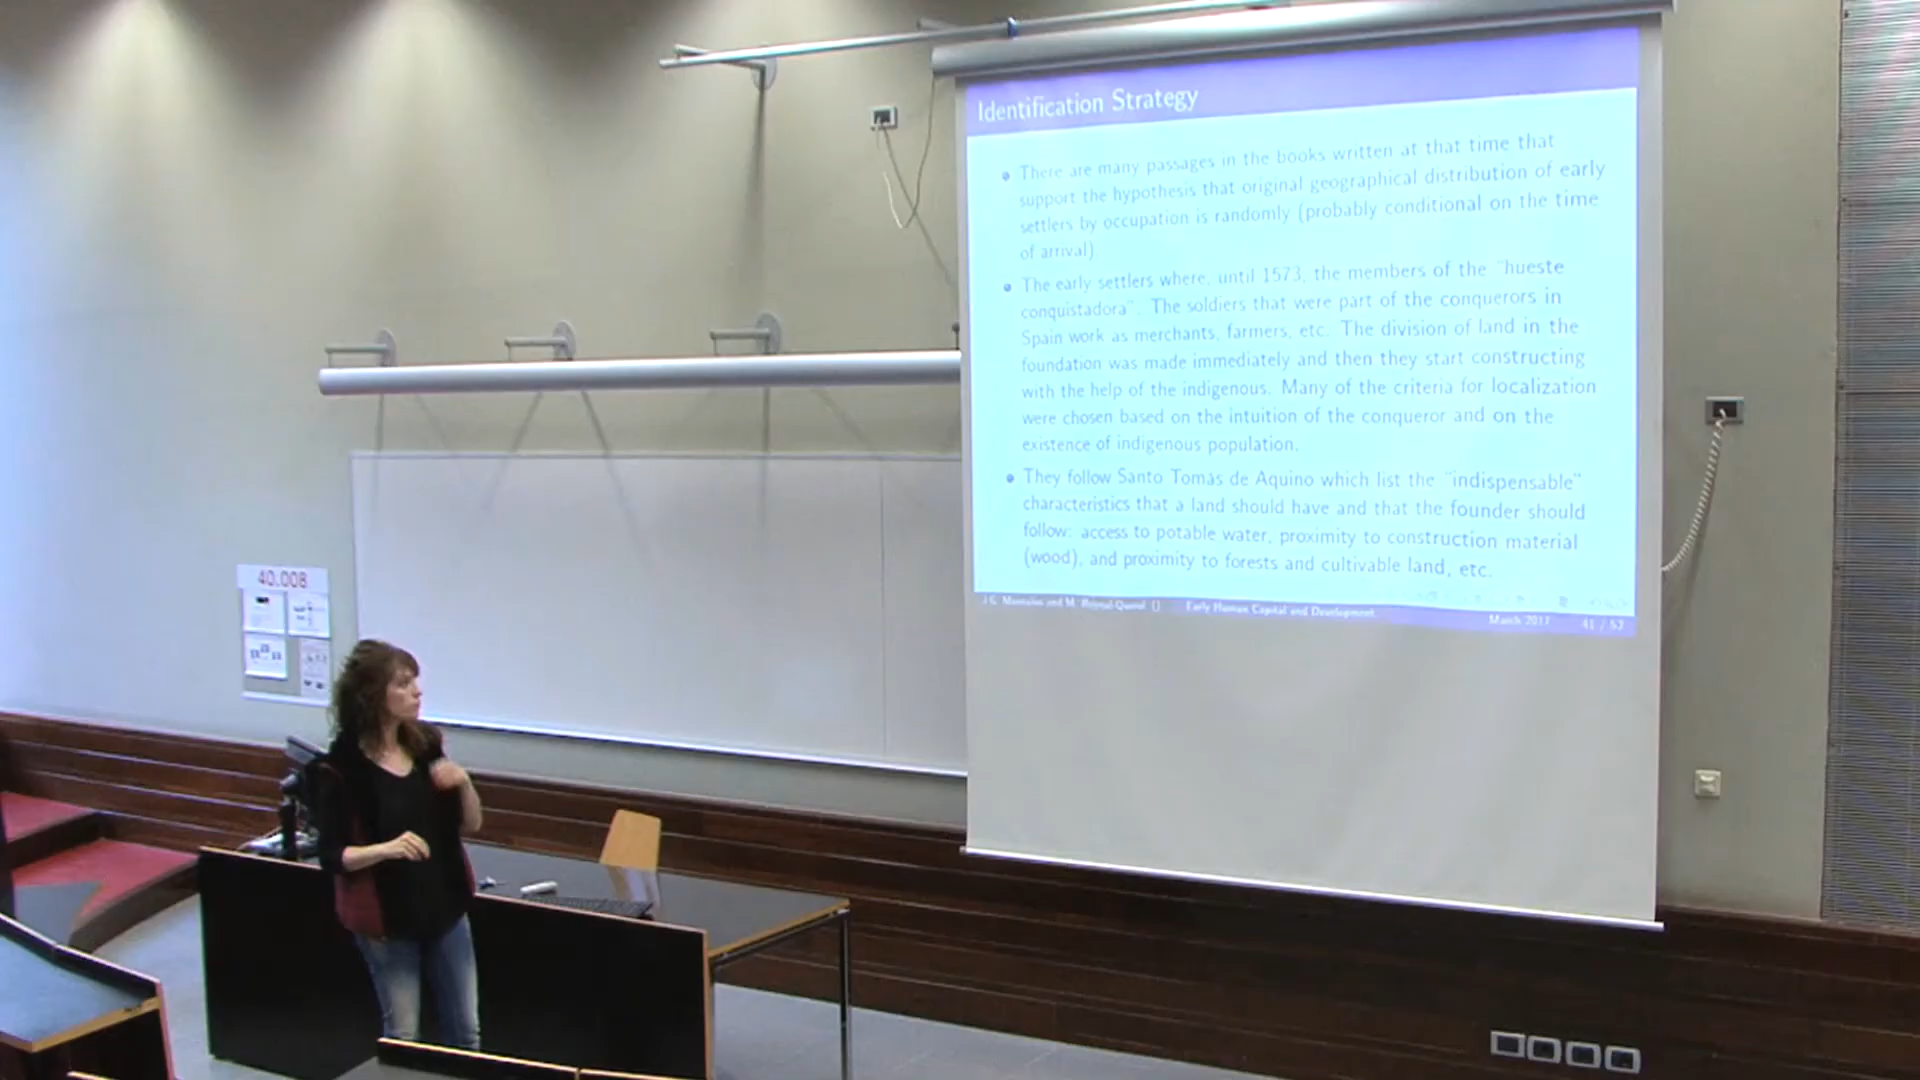 Identification Strategy
There are many passages in the books written at that time that
support the hypothesis that original geographical distribution of early
settlers by occupation is randomly (probably conditional on the time
of arrival)
The early settlers where, until 1573, the members of the "hueste
conquistadora". The soldiers that were part of the conquerors in
Spain work as merchants, farmers, etc. The division of land in the
foundation was made immediately and then they start constructing
with the help of the indigenous. Many of the criteria for localization
were chosen based on the intuition of the conqueror and on the
existence of indigenous population.
They follow Santo Tomás de Aquino which list the "indispensable"
characteristics that a land should have and that the founder should
follow: access to potable water, proximity to construction material
(wood), and proximity to forests and cultivable land, etc.
J.G. Montalvo and M. Reynal-Querol () Early Human Capital and Development March 2017 41 / 53
40.008